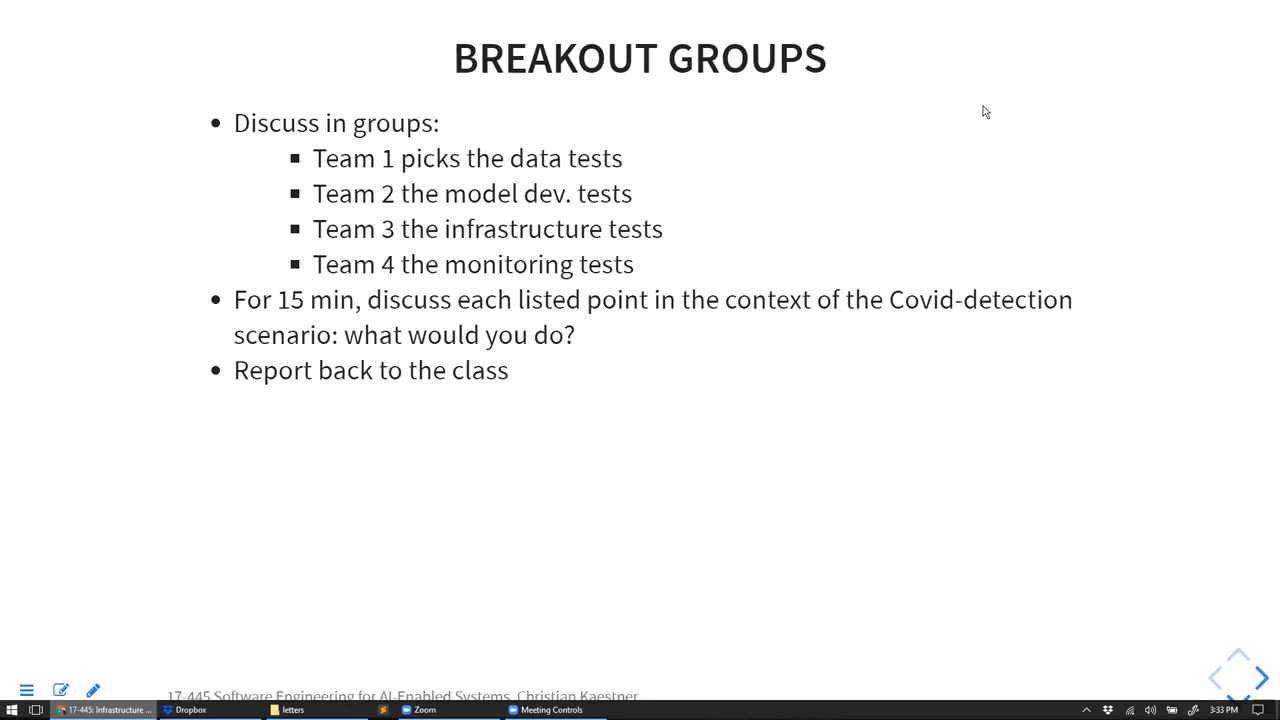 BREAKOUT GROUPS
Discuss in groups:
Team 1 picks the data tests
Team 2 the model dev. tests
Team 3 the infrastructure tests
Team 4 the monitoring tests
For 15 min, discuss each listed point in the context of the Covid-detection
scenario: what would you do?
Report back to the class
17-445 Software Engineering for AI-Enabled Systems, Christian Kaestner
17-445: Infrastructure ...
Dropbox
letters
Zoom
Meeting Controls
3:33 PM